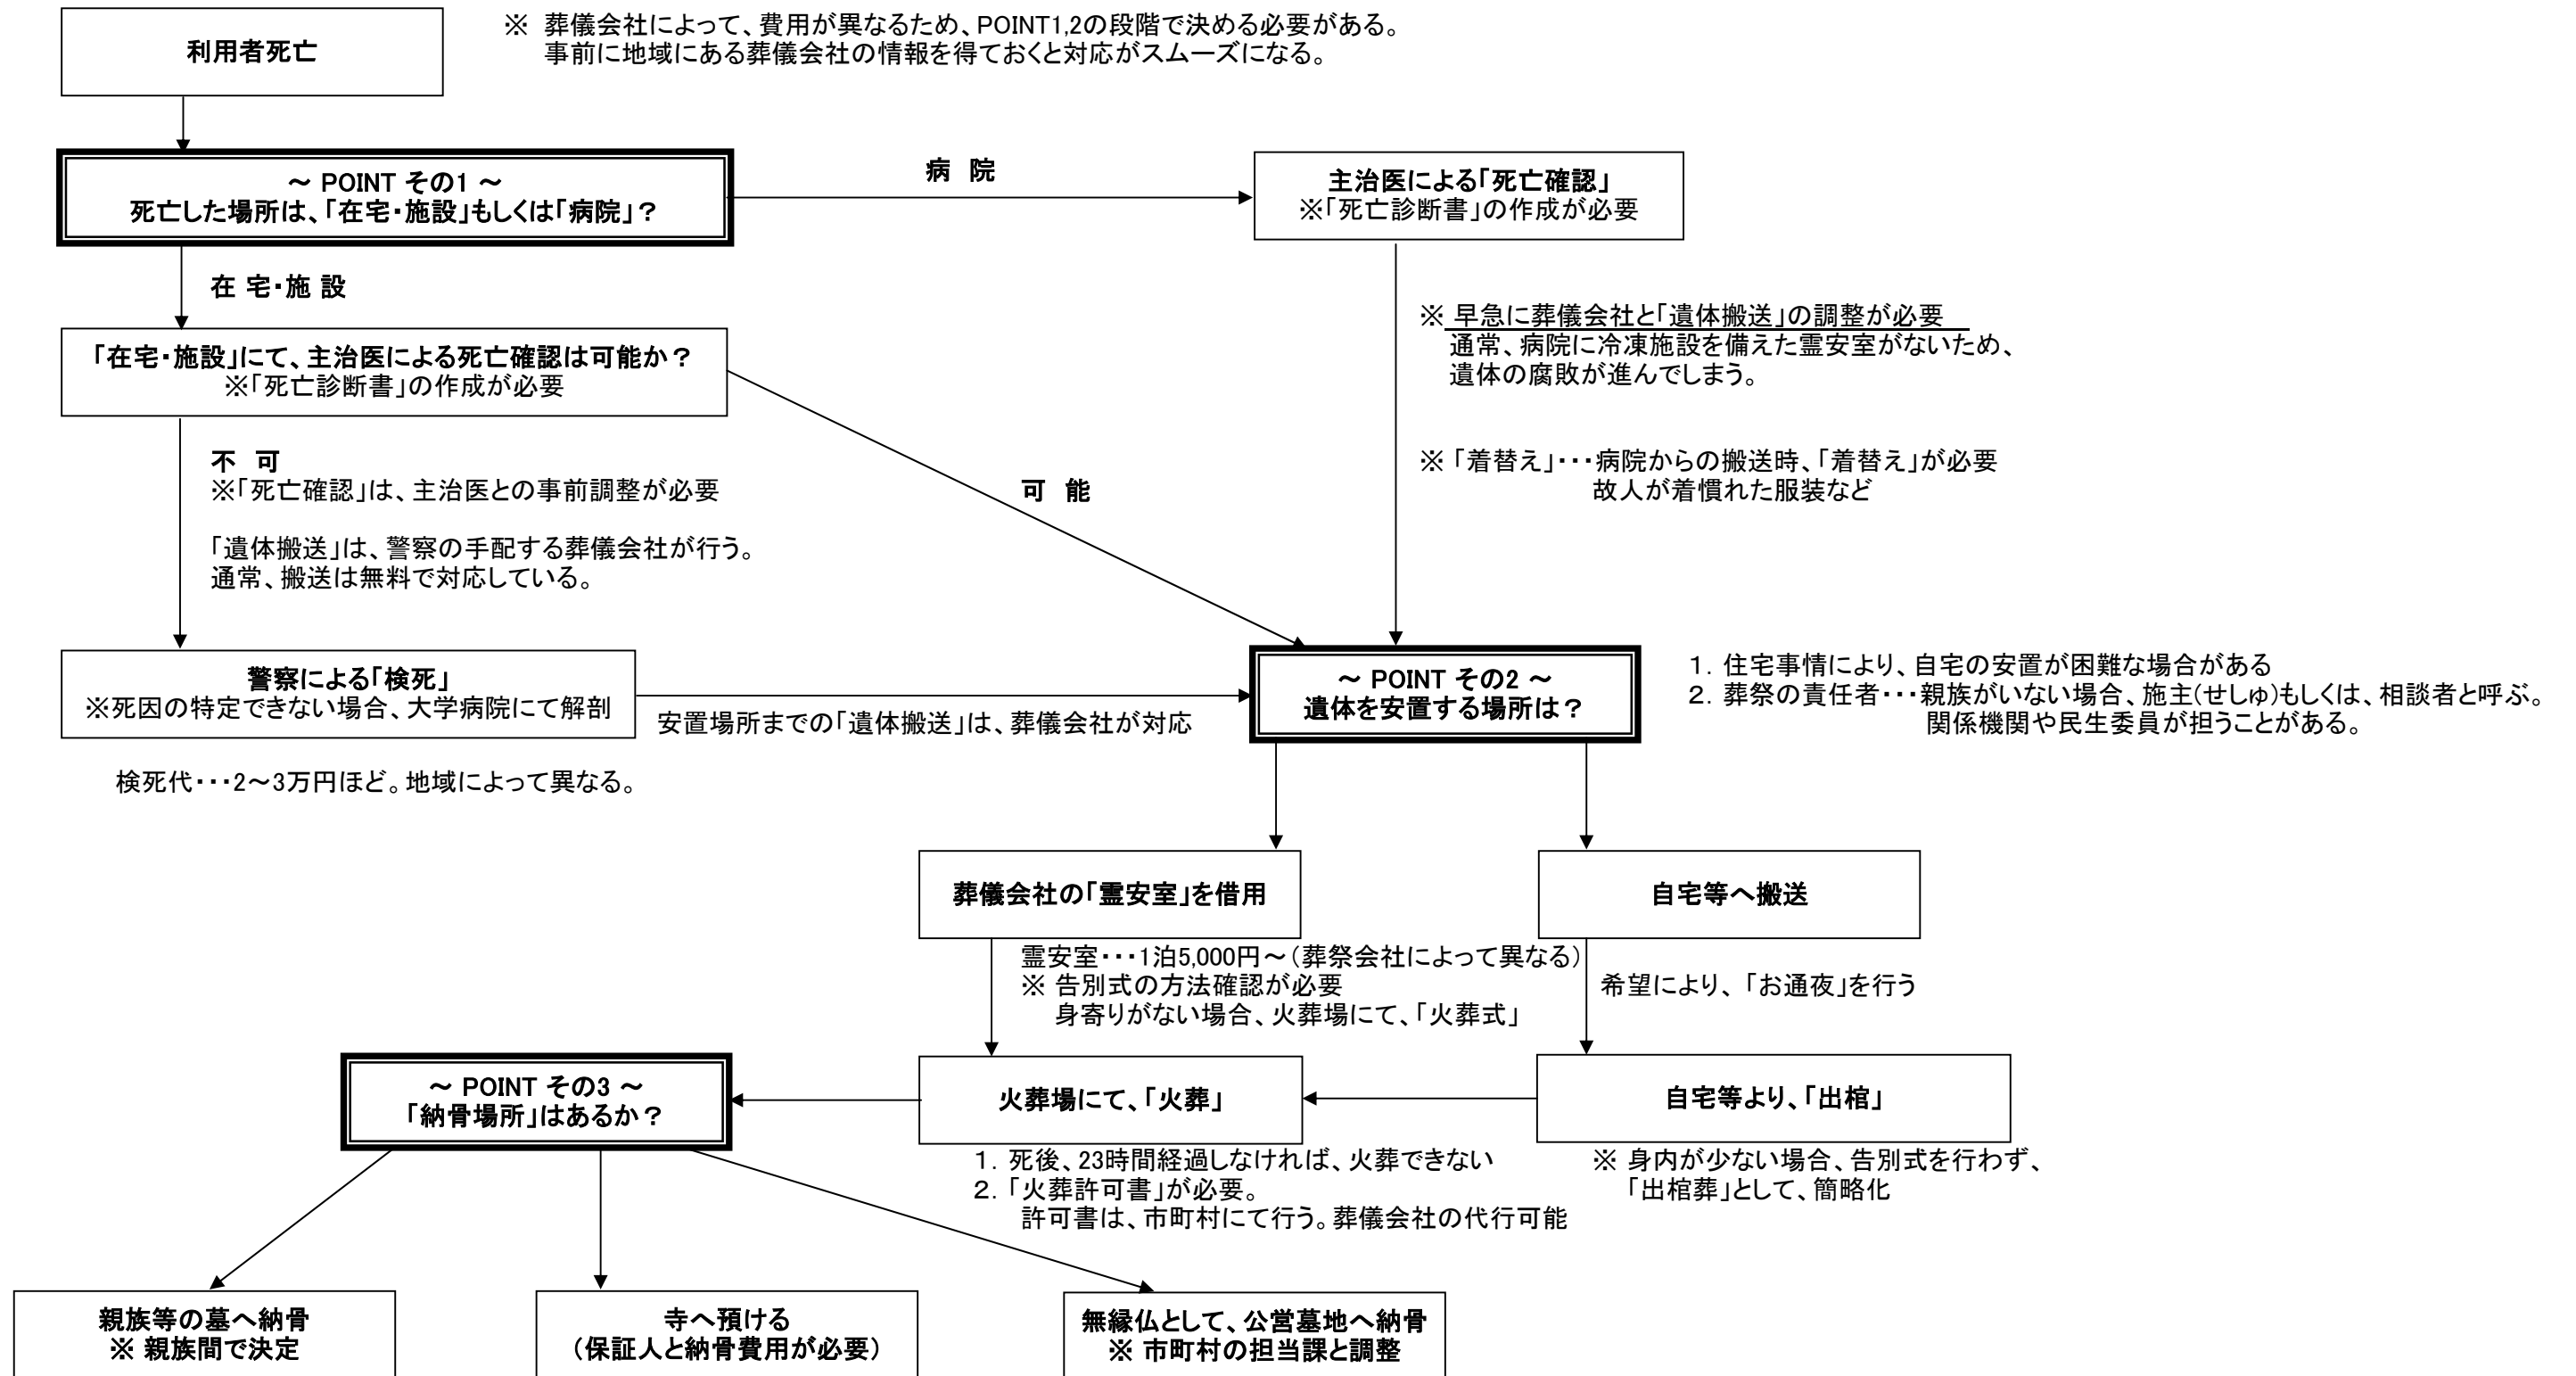 利用者死亡
※ 葬儀会社によって、費用が異なるため、POINT1,2の段階で決める必要がある。
事前に地域にある葬儀会社の情報を得ておくと対応がスムーズになる。
～ POINT その1 ～
死亡した場所は、「在宅・施設」もしくは「病院」？
病 院
主治医による「死亡確認」
※「死亡診断書」の作成が必要
在 宅・施 設
※ 早急に葬儀会社と「遺体搬送」の調整が必要
通常、病院に冷凍施設を備えた霊安室がないため、
遺体の腐敗が進んでしまう。
「在宅・施設」にて、主治医による死亡確認は可能か？
※「死亡診断書」の作成が必要
不 可
※「死亡確認」は、主治医との事前調整が必要
「遺体搬送」は、警察の手配する葬儀会社が行う。
通常、搬送は無料で対応している。
可 能
※「着替え」・・・病院からの搬送時、「着替え」が必要
故人が着慣れた服装など
警察による「検死」
※死因の特定できない場合、大学病院にて解剖
安置場所までの「遺体搬送」は、葬儀会社が対応
検死代・・・2～3万円ほど。地域によって異なる。
～ POINT その2 ～
遺体を安置する場所は？
１．住宅事情により、自宅の安置が困難な場合がある
２．葬祭の責任者・・・親族がいない場合、施主(せしゅ)もしくは、相談者と呼ぶ。
関係機関や民生委員が担うことがある。
葬儀会社の「霊安室」を借用
自宅等へ搬送
霊安室・・・1泊5,000円～（葬祭会社によって異なる）
※ 告別式の方法確認が必要
身寄りがない場合、火葬場にて、「火葬式」
希望により、「お通夜」を行う
～ POINT その3 ～
「納骨場所」はあるか？
火葬場にて、「火葬」
自宅等より、「出棺」
１．死後、23時間経過しなければ、火葬できない
２．「火葬許可書」が必要。
許可書は、市町村にて行う。葬儀会社の代行可能
※ 身内が少ない場合、告別式を行わず、
「出棺葬」として、簡略化
親族等の墓へ納骨
※ 親族間で決定
寺へ預ける
（保証人と納骨費用が必要）
無縁仏として、公営墓地へ納骨
※ 市町村の担当課と調整